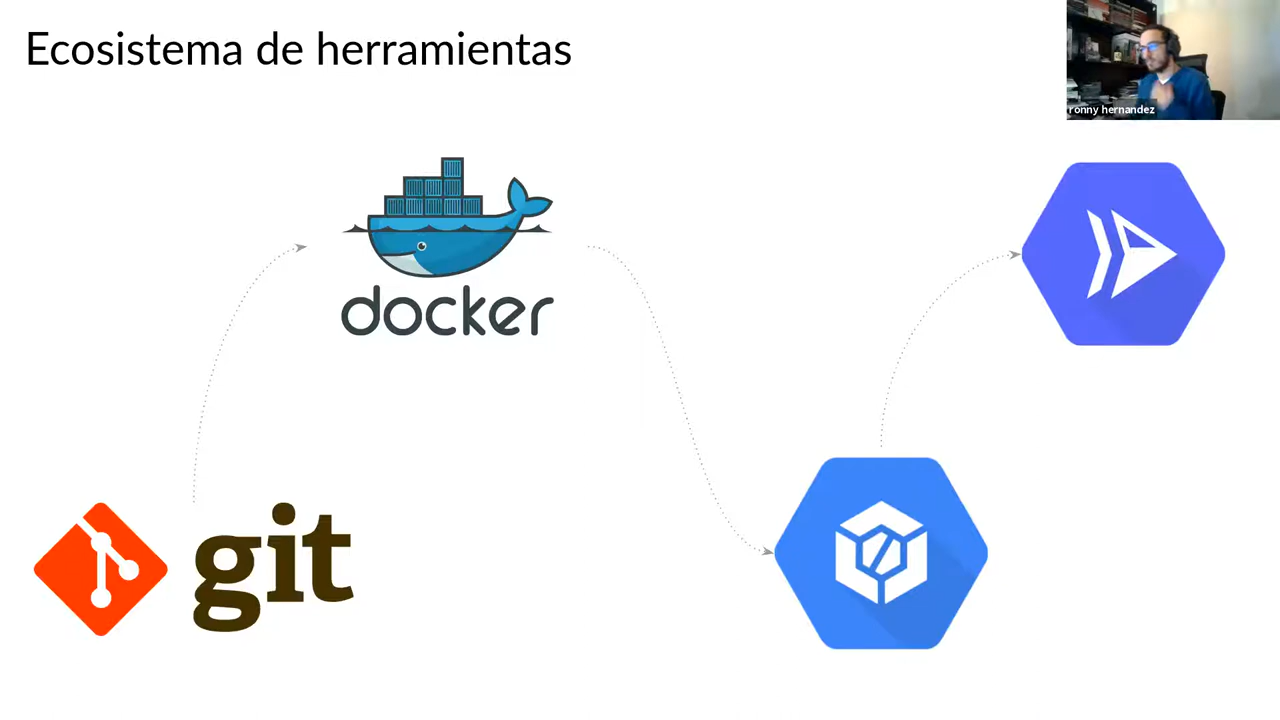 Ecosistema de herramientas
ronny hernandez
docker
git